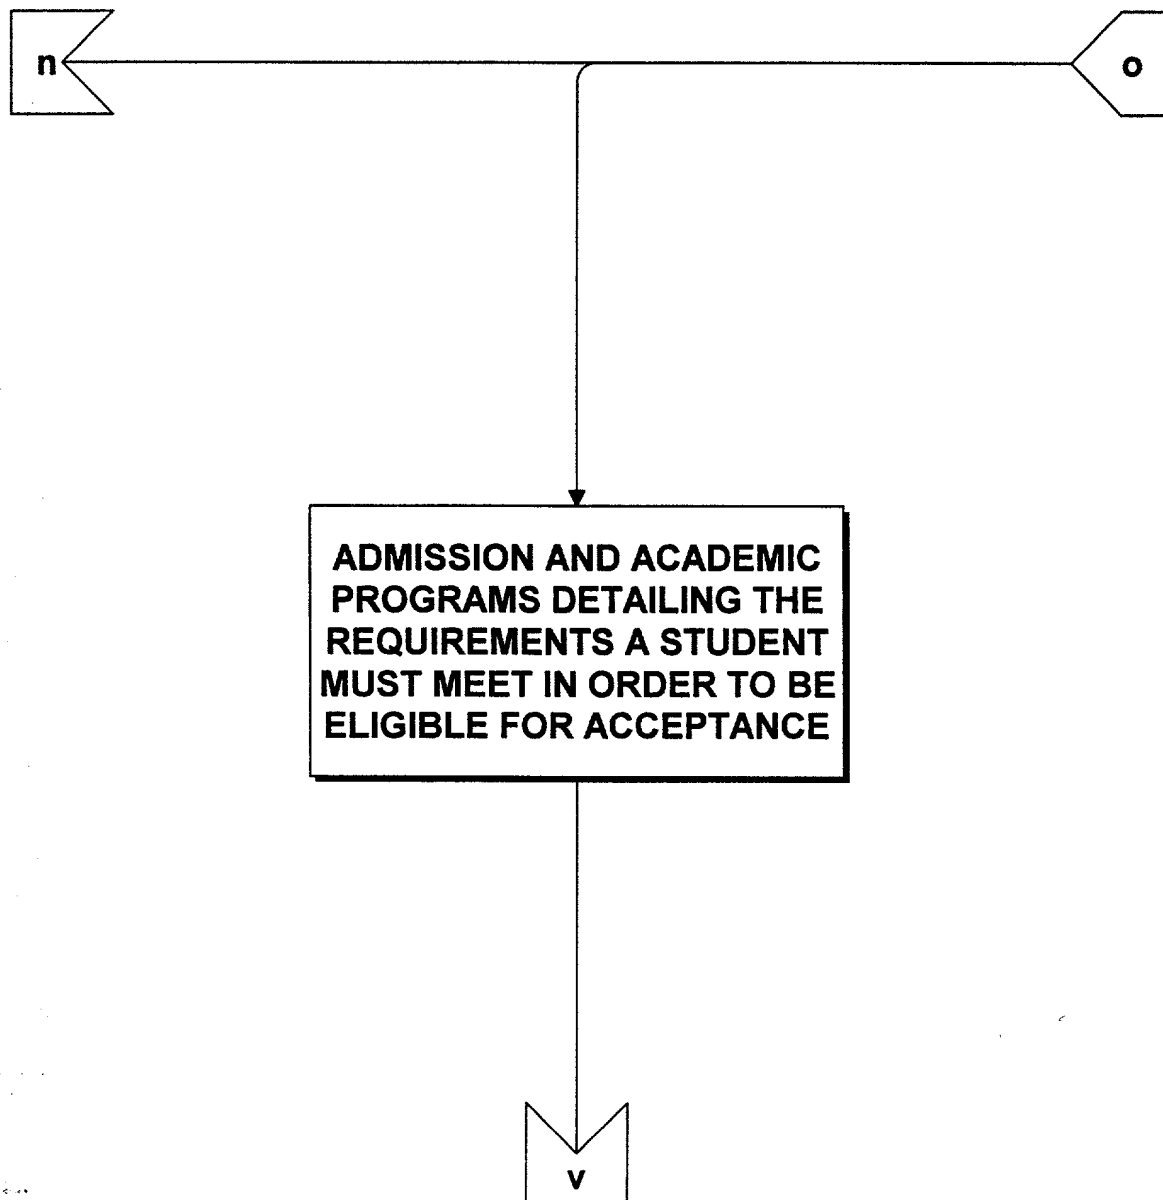 n
o
ADMISSION AND ACADEMIC
PROGRAMS DETAILING THE
REQUIREMENTS A STUDENT
MUST MEET IN ORDER TO BE
ELIGIBLE FOR ACCEPTANCE
v